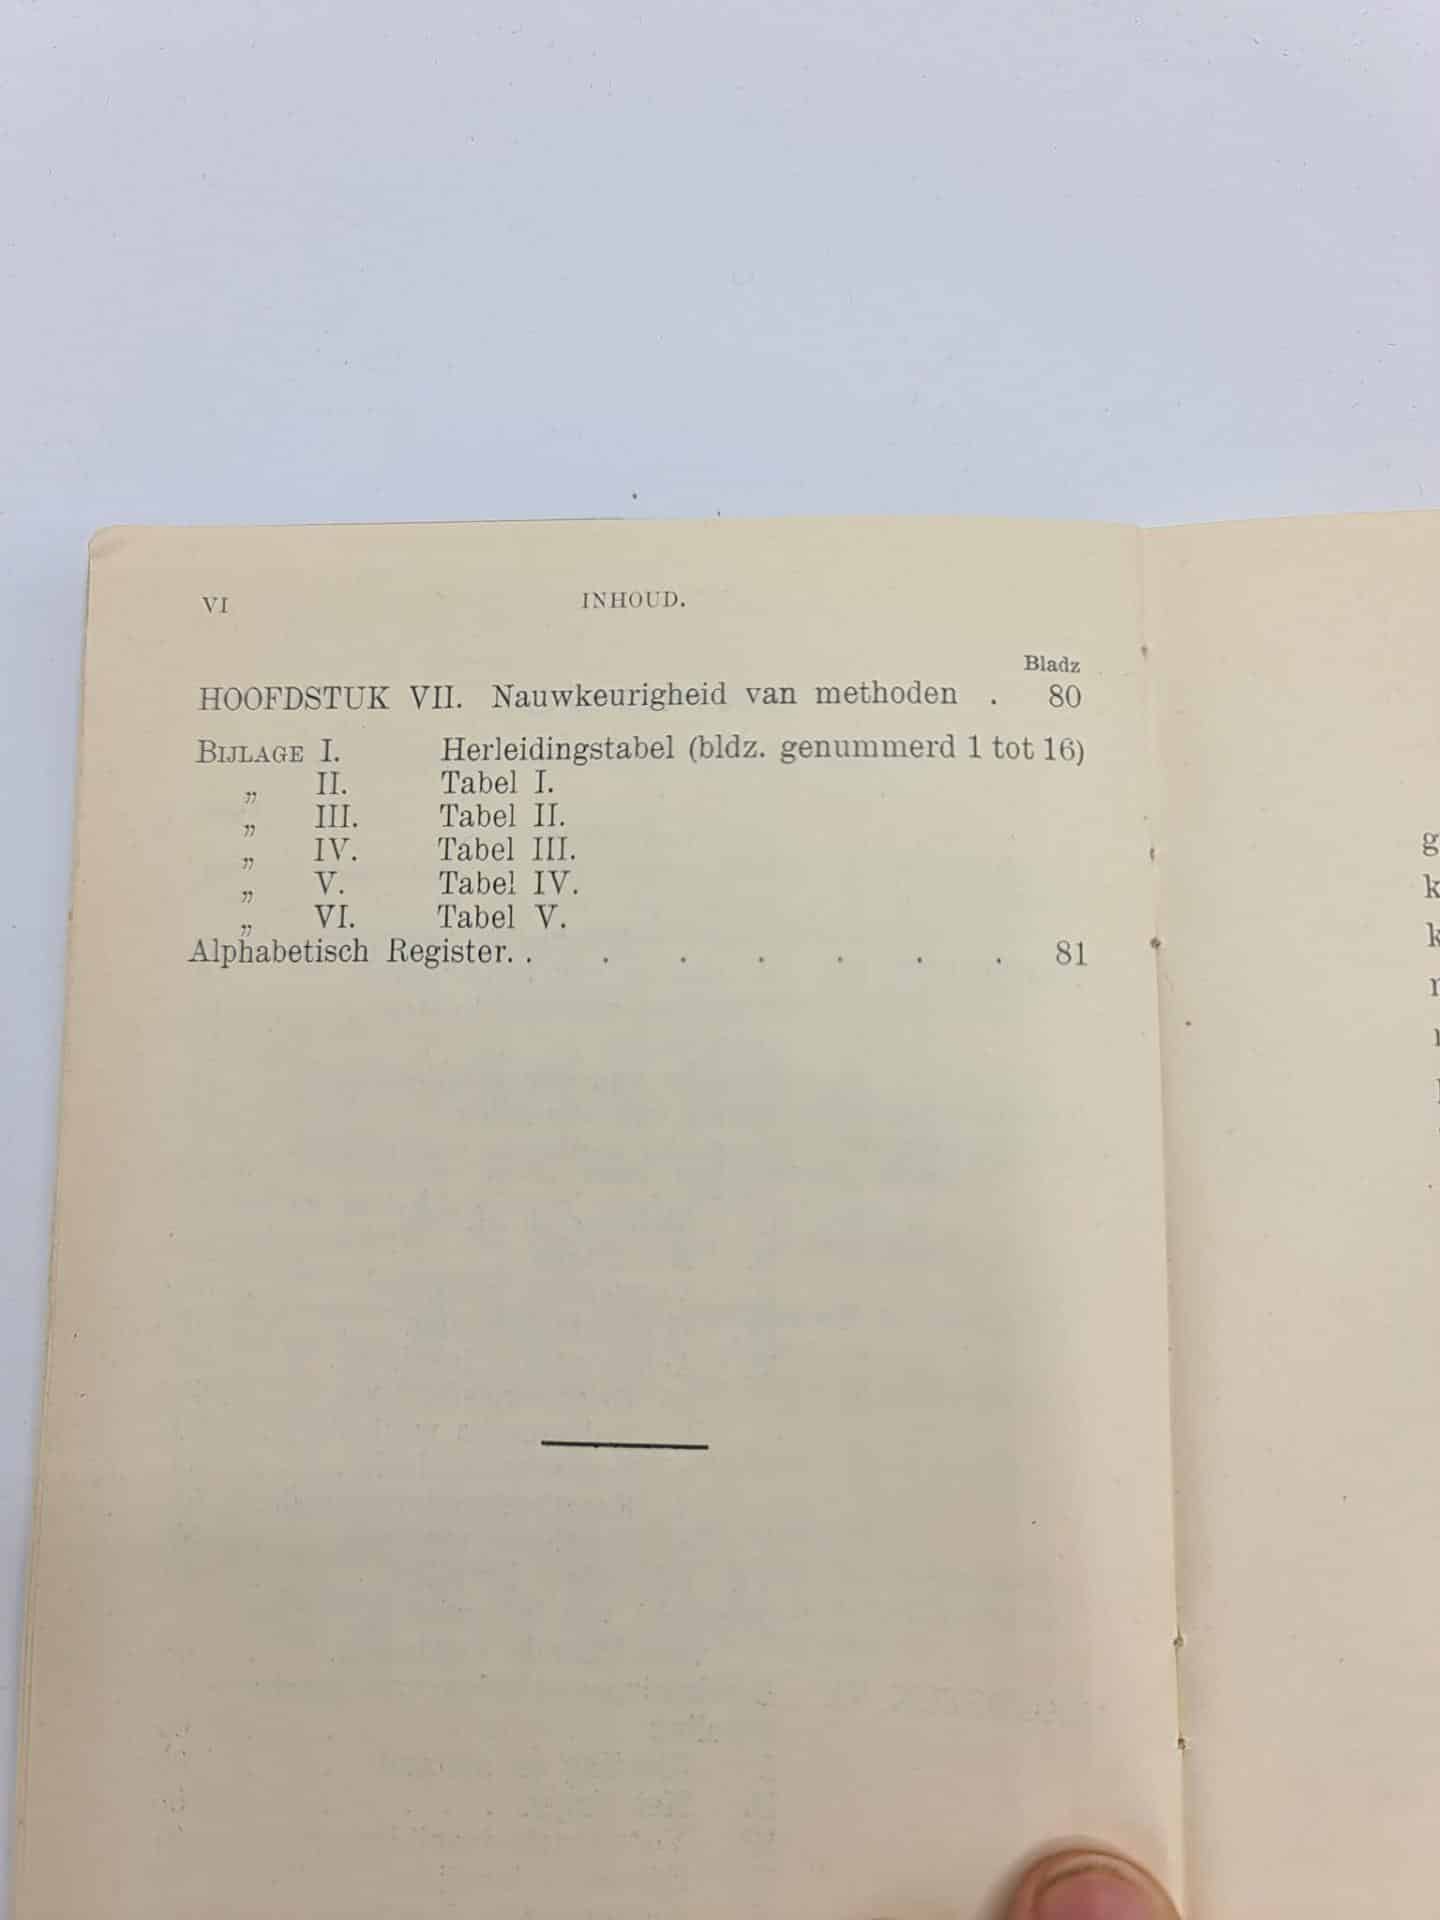 VI INHOUD.
Bladz
HOOFDSTUK VII. Nauwkeurigheid van methoden . 80
BIJLAGE I. Herleidingstabel (bldz. genummerd 1 tot 16)
„ II. Tabel I.
„ III. Tabel II.
„ IV. Tabel III.
„ V. Tabel IV.
„ VI. Tabel V.
Alphabetisch Register. . . . . . . . 81
g
k
k
r